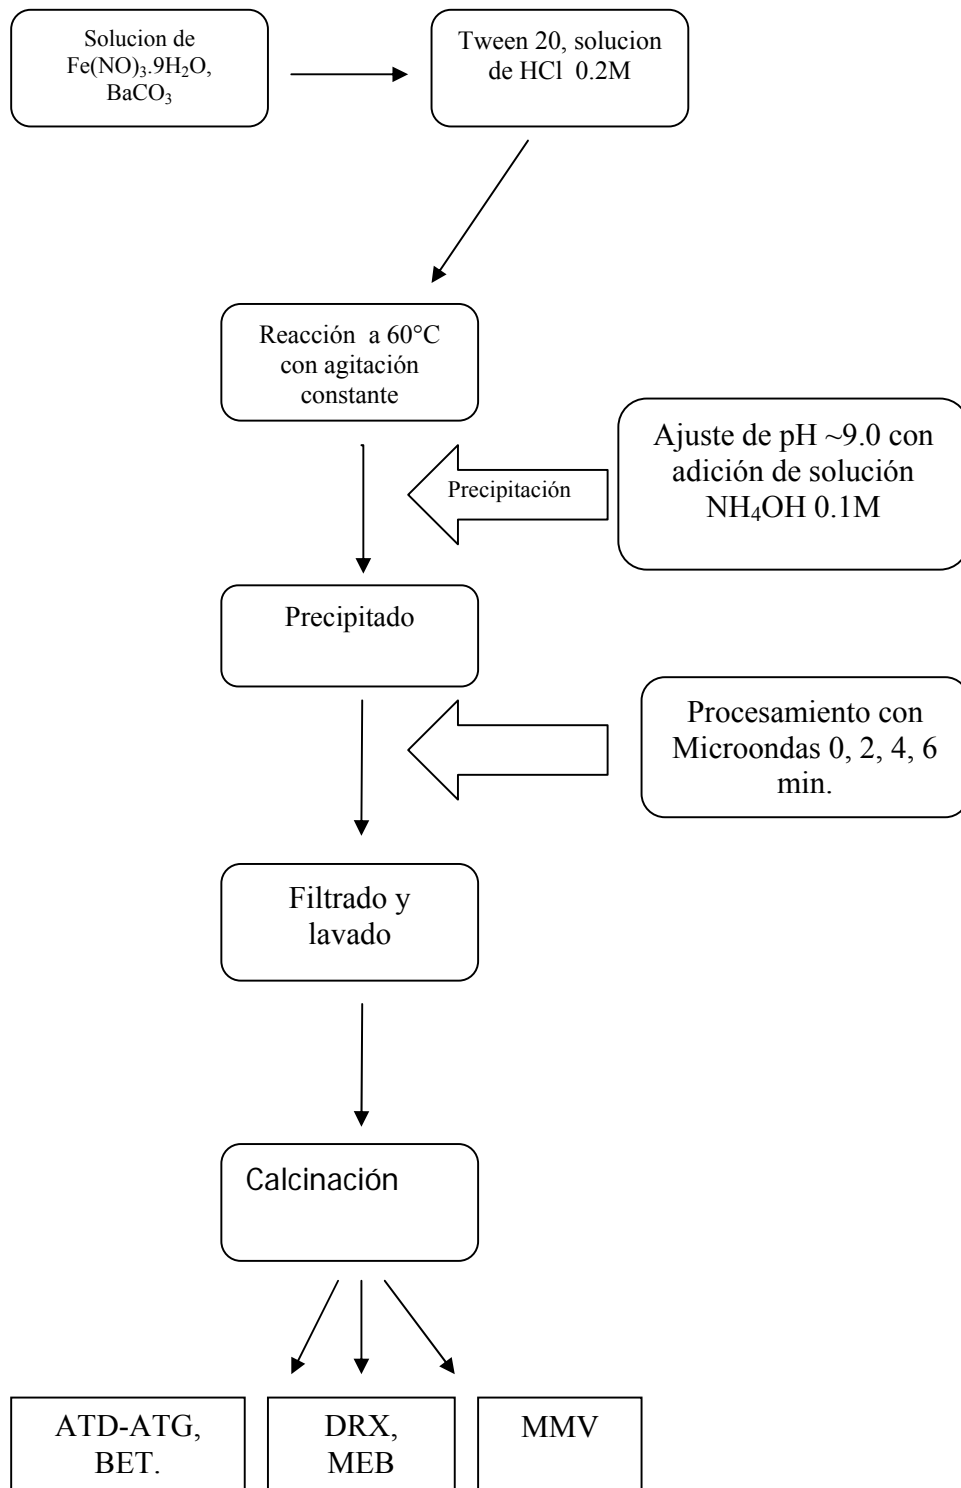 Solucion de
Fe(NO)₃.9H₂O,
BaCO₃
Tween 20, solucion
de HCl 0.2M
Reacción a 60°C
con agitación
constante
Ajuste de pH ~9.0 con
adición de solución
NH₄OH 0.1M
Precipitación
Precipitado
Procesamiento con
Microondas 0, 2, 4, 6
min.
Filtrado y
lavado
Calcinación
ATD-ATG,
BET.
DRX,
MEB
MMV